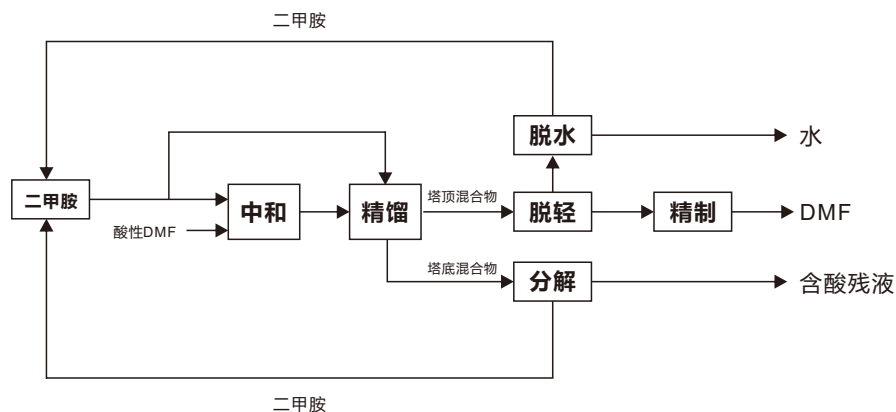 二甲胺
脱水
水
二甲胺
中和
精馏
塔顶混合物
脱轻
精制
DMF
酸性DMF
塔底混合物
分解
含酸残液
二甲胺